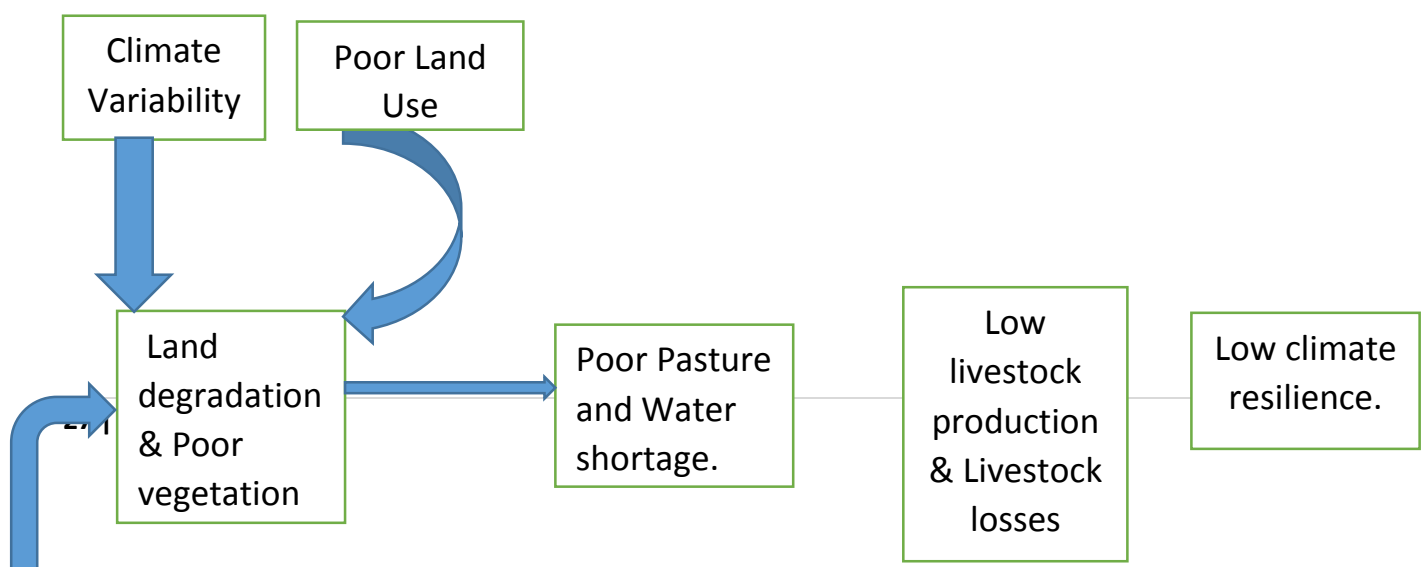 Climate
Variability
Poor Land
Use
Land
degradation
& Poor
vegetation
Poor Pasture
and Water
shortage.
Low
livestock
production
& Livestock
losses
Low climate
resilience.